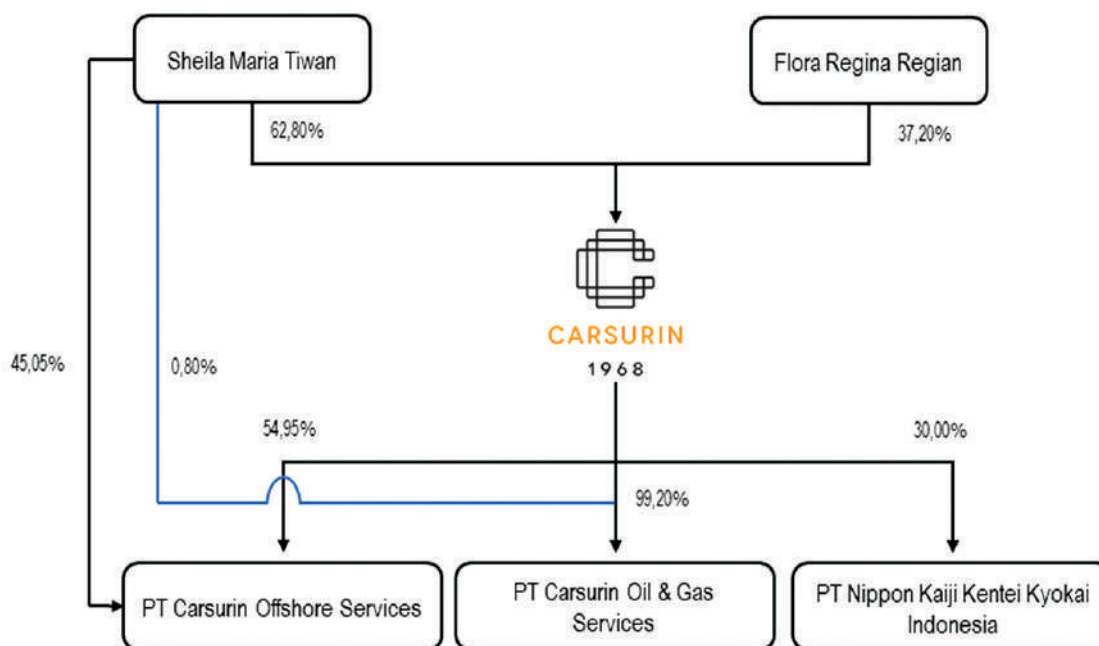 Sheila Maria Tiwan
Flora Regina Regian
62,80%
37,20%
CARSURIN
1968
45,05%
0,80%
54,95%
30,00%
99,20%
PT Carsurin Offshore Services
PT Carsurin Oil & Gas
Services
PT Nippon Kaiji Kentei Kyokai
Indonesia